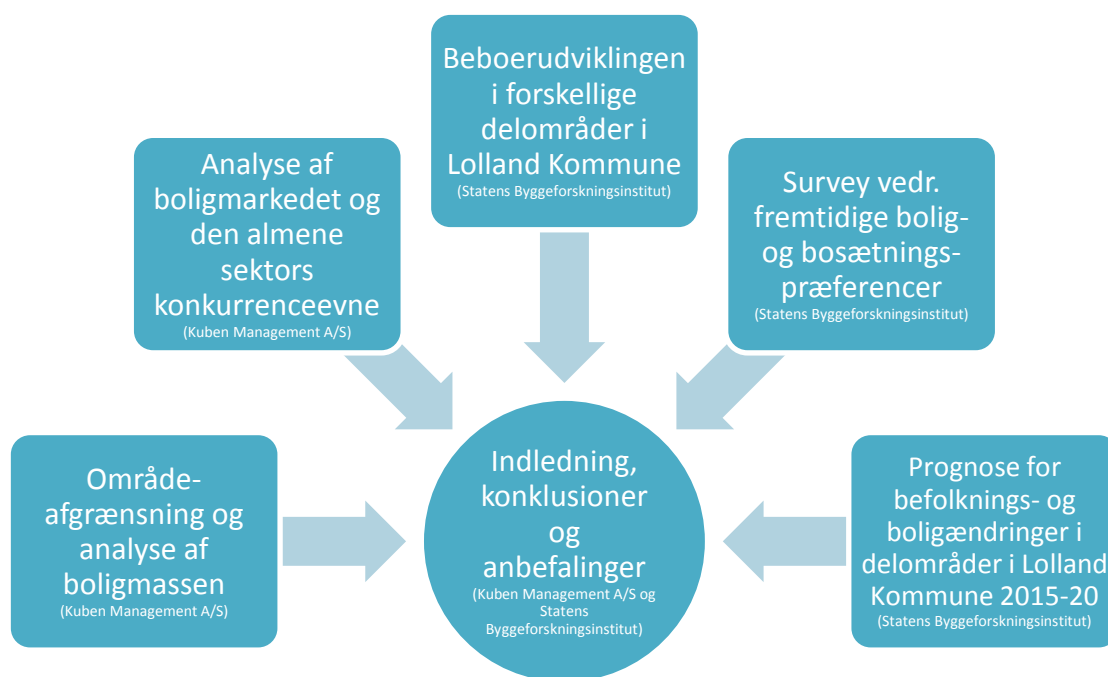 Beboerudviklingen
i forskellige
delområder i
Lolland Kommune
(Statens Byggeforskningsinstitut)
Analyse af
boligmarkedet og
den almene
sektors
konkurrenceevne
(Kuben Management A/S)
Survey vedr.
fremtidige bolig-
og bosætnings-
præferencer
(Statens Byggeforskningsinstitut)
Område-
afgrænsning og
analyse af
boligmassen
(Kuben Management A/S)
Indledning,
konklusioner
og
anbefalinger
(Kuben Management A/S og
Statens
Byggeforskningsinstitut)
Prognose for
befolknings- og
boligændringer i
delområder i Lolland
Kommune 2015-20
(Statens Byggeforskningsinstitut)